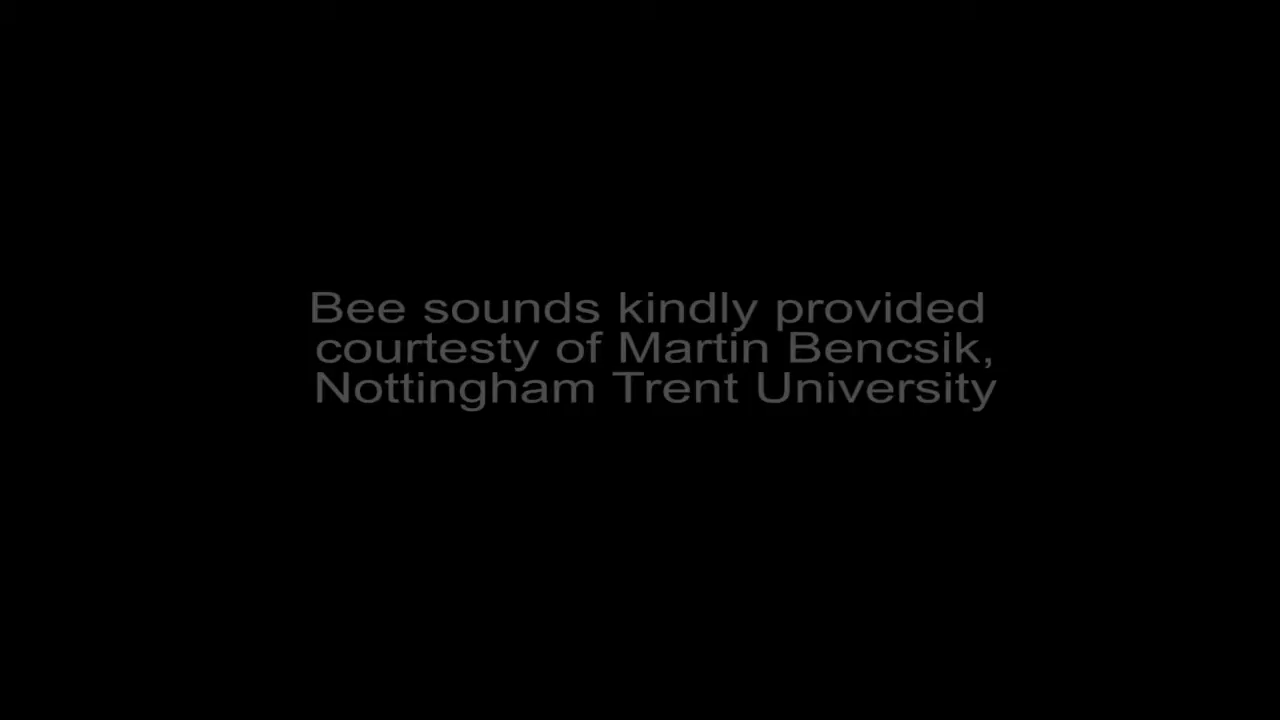 Bee sounds kindly provided
courtesty of Martin Bencsik,
Nottingham Trent University